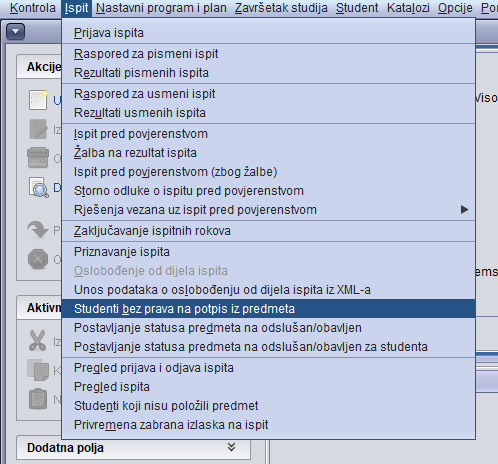 Kontrola Ispit Nastavni program i plan Završetak studija Student Katalozi Opcije
Prijava ispita
Raspored za pismeni ispit
Rezultati pismenih ispita
Raspored za usmeni ispit
Rezultati usmenih ispita
Ispit pred povjerenstvom
Žalba na rezultat ispita
Ispit pred povjerenstvom (zbog žalbe)
Storno odluke o ispitu pred povjerenstvom
Rješenja vezana uz ispit pred povjerenstvom
Zaključavanje ispitnih rokova
Priznavanje ispita
Oslobođenje od dijela ispita
Unos podataka o oslobođenju od dijela ispita iz XML-a
Studenti bez prava na potpis iz predmeta
Postavljanje statusa predmeta na odslušan/obavljen
Postavljanje statusa predmeta na odslušan/obavljen za studenta
Pregled prijava i odjava ispita
Pregled ispita
Studenti koji nisu položili predmet
Privremena zabrana izlaska na ispit
Akcije
Aktivn
Dodatna polja